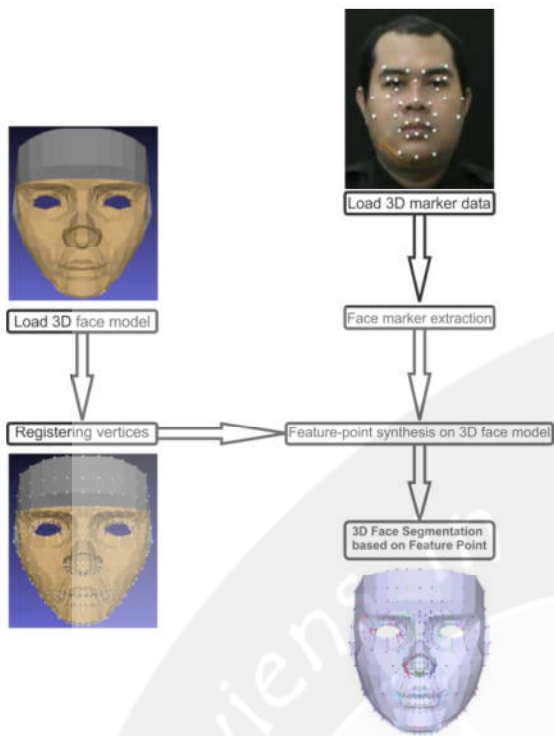 Load 3D marker data
Load 3D face model
Face marker extraction
Registering vertices
Feature-point synthesis on 3D face model
3D Face Segmentation
based on Feature Point